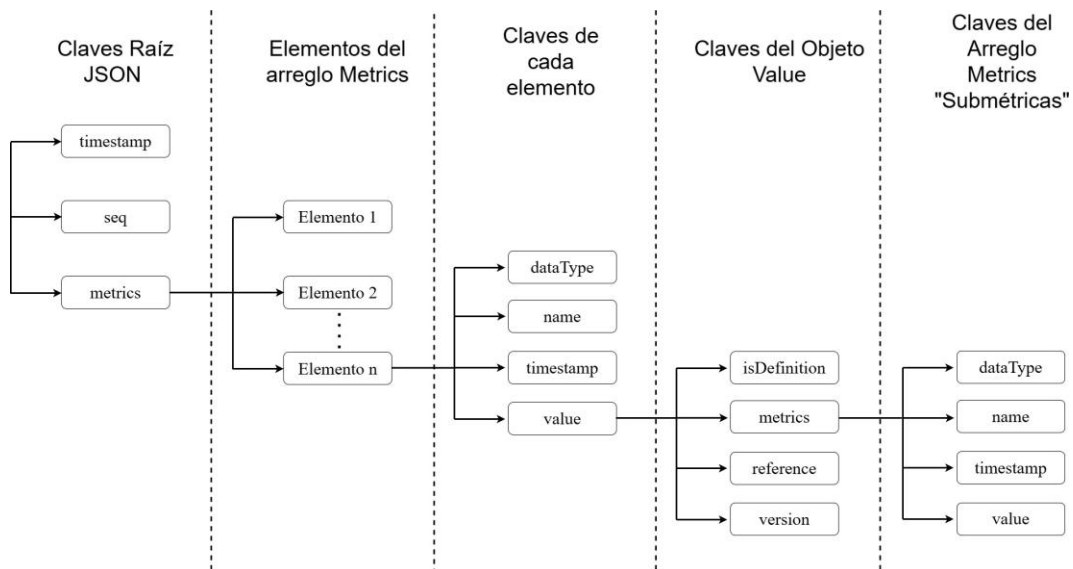 Claves Raíz
JSON
timestamp
seq
metrics
Elementos del
arreglo Metrics
Elemento 1
Elemento 2
Elemento n
Claves de
cada
elemento
dataType
name
timestamp
value
Claves del Objeto
Value
isDefinition
metrics
reference
version
Claves del
Arreglo
Metrics
"Submétricas"
dataType
name
timestamp
value